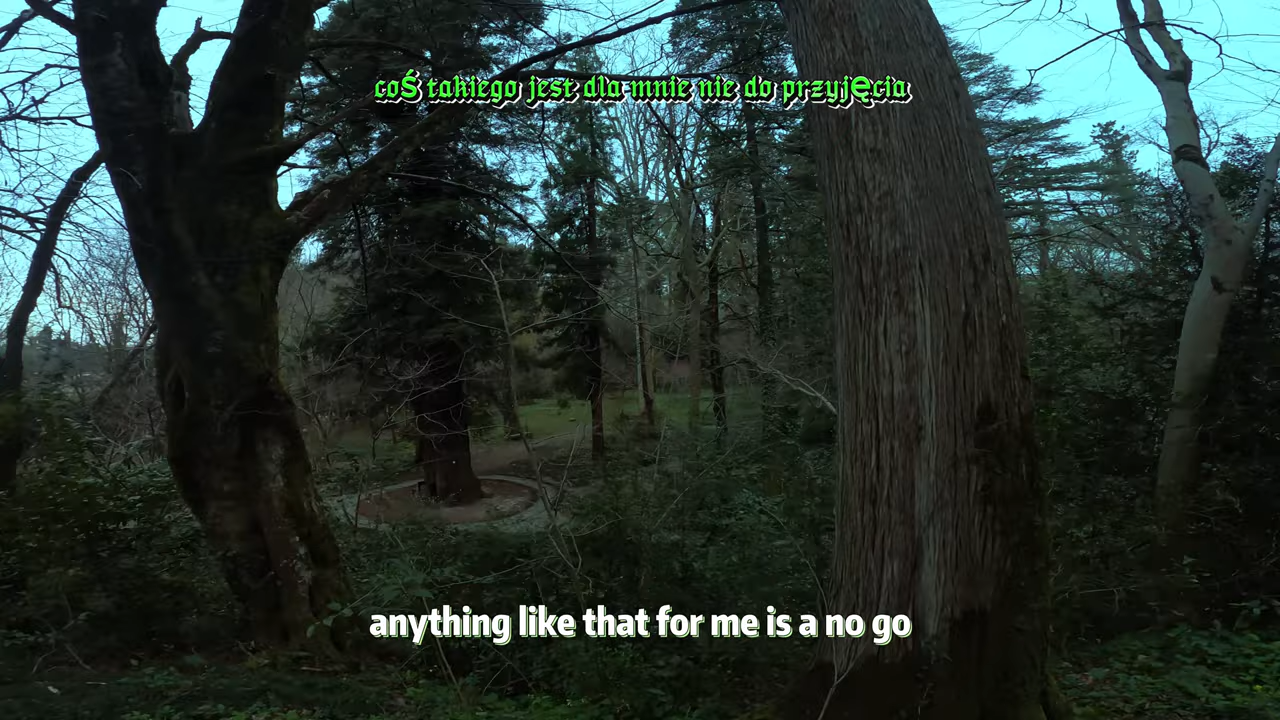 coś takiego jest dla mnie nie do przyjęcia
anything like that for me is a no go